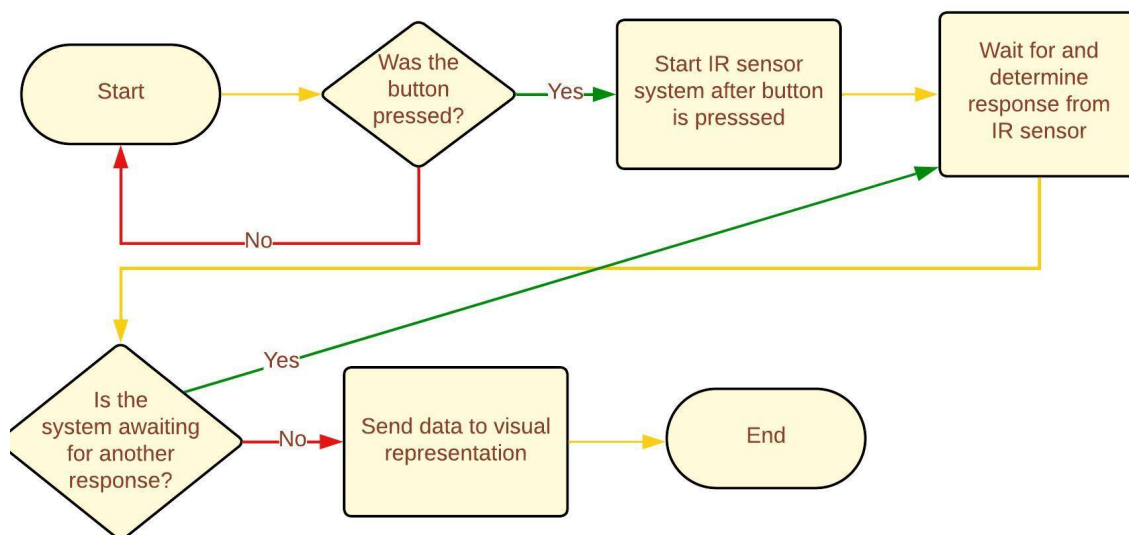 Start
Was the
button
pressed?
Yes
Start IR sensor
system after button
is presssed
Wait for and
determine
response from
IR sensor
No
Is the
system awaiting
for another
response?
Yes
No
Send data to visual
representation
End